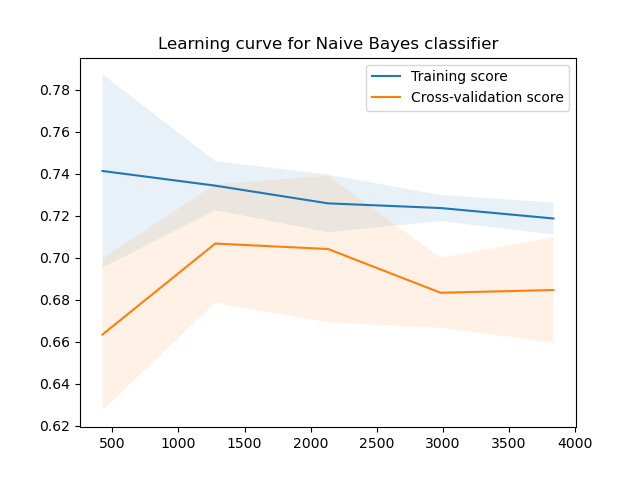 Learning curve for Naive Bayes classifier
Training score
Cross-validation score
0.78
0.76
0.74
0.72
0.70
0.68
0.66
0.64
0.62
500 1000 1500 2000 2500 3000 3500 4000